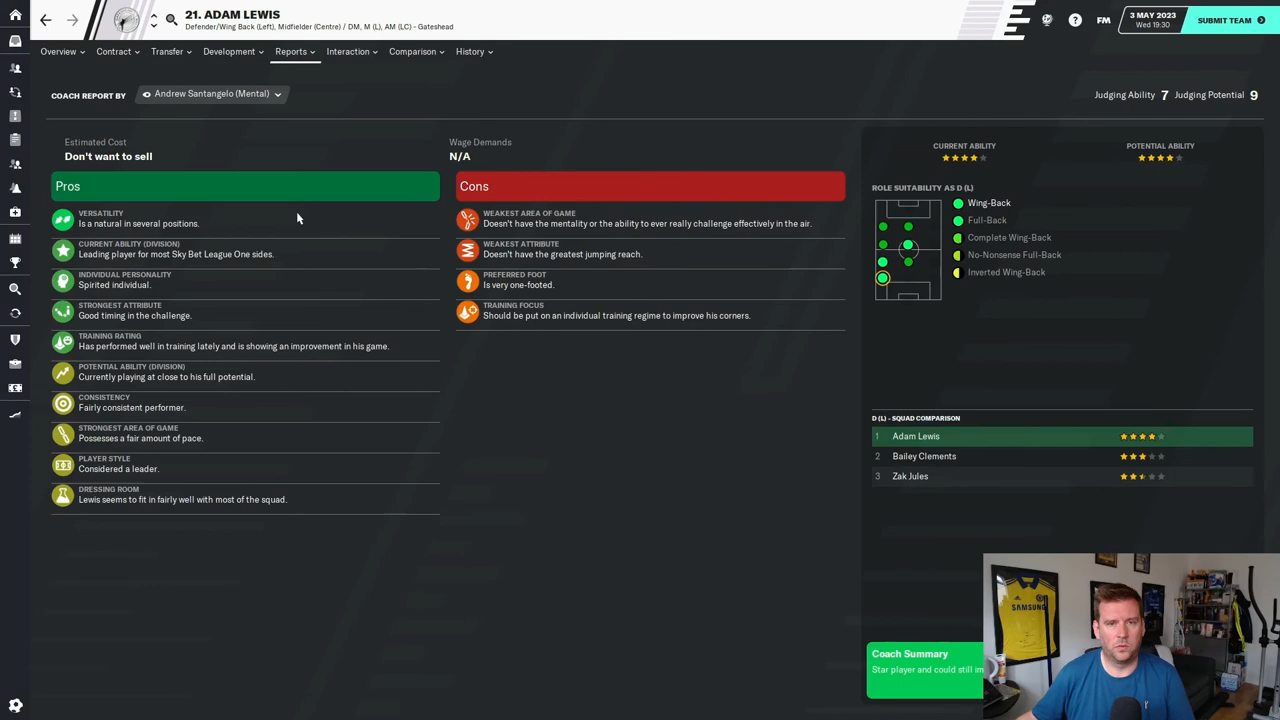 21. ADAM LEWIS
Defender/Wing Back (Left), Midfielder (Centre) / DM, M (L), AM (LC) - Gateshead
FM
3 MAY 2023
Wed 19:30
SUBMIT TEAM
Overview
Contract
Transfer
Development
Reports
Interaction
Comparison
History
COACH REPORT BY
Andrew Santangelo (Mental)
Judging Ability 7 Judging Potential 9
Estimated Cost
Don't want to sell
Wage Demands
N/A
Pros
VERSATILITY
Is a natural in several positions.
CURRENT ABILITY (DIVISION)
Leading player for most Sky Bet League One sides.
INDIVIDUAL PERSONALITY
Spirited individual.
STRONGEST ATTRIBUTE
Good timing in the challenge.
TRAINING RATING
Has performed well in training lately and is showing an improvement in his game.
POTENTIAL ABILITY (DIVISION)
Currently playing at close to his full potential.
CONSISTENCY
Fairly consistent performer.
STRONGEST AREA OF GAME
Possesses a fair amount of pace.
PLAYER STYLE
Considered a leader.
DRESSING ROOM
Lewis seems to fit in fairly well with most of the squad.
Cons
WEAKEST AREA OF GAME
Doesn't have the mentality or the ability to ever really challenge effectively in the air.
WEAKEST ATTRIBUTE
Doesn't have the greatest jumping reach.
PREFERRED FOOT
Is very one-footed.
TRAINING FOCUS
Should be put on an individual training regime to improve his corners.
CURRENT ABILITY
POTENTIAL ABILITY
ROLE SUITABILITY AS D (L)
Wing-Back
Full-Back
Complete Wing-Back
No-Nonsense Full-Back
Inverted Wing-Back
D (L) - SQUAD COMPARISON
1 Adam Lewis
2 Bailey Clements
3 Zak Jules
Coach Summary
Star player and could still im
SAMSUNG